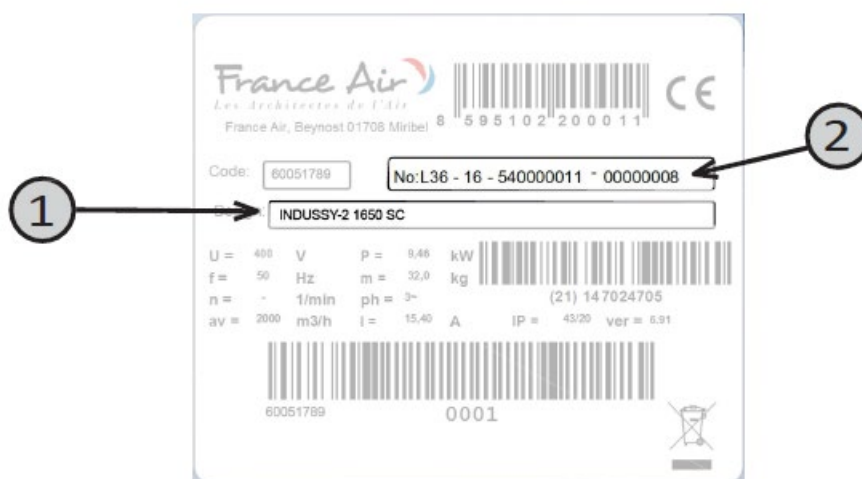 France Air
Les Architectes de l'Air
France Air, Beynost 01708 Miribel
8 595102 200011
CE
2
Code: 60051789
No:L36 - 16 - 540000011 - 00000008
1
INDUSSY-2 1650 SC
U = 400 V P = 9,46 kW
f = 50 Hz m = 32,0 kg
n = - 1/min ph = 3~
(21) 147024705
av = 2000 m3/h I = 15,40 A IP = 43/20 ver = 6.91
60051789
0001